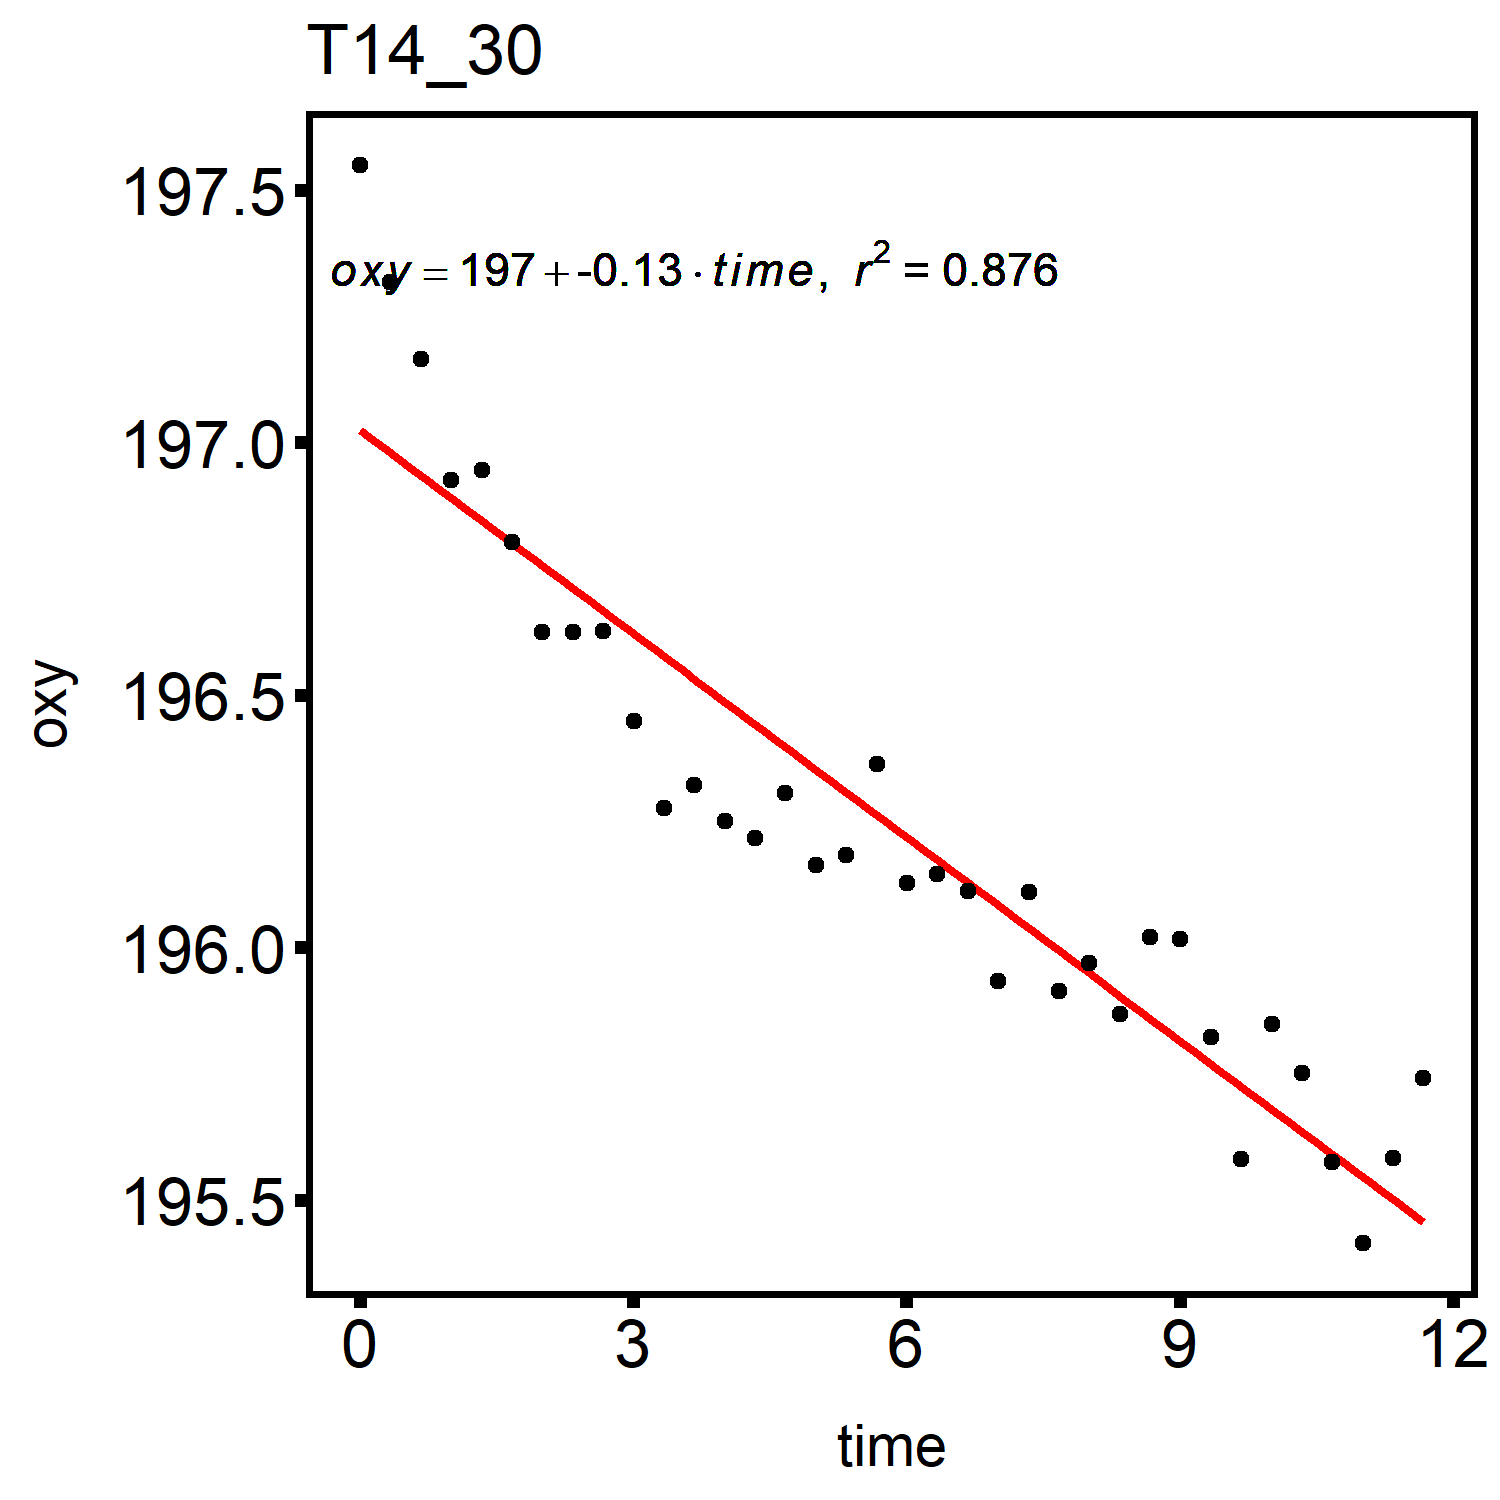 T14_30
197.5
oxy = 197 + -0.13 · time, r² = 0.876
197.0
196.5
oxy
196.0
195.5
0 3 6 9 12
time